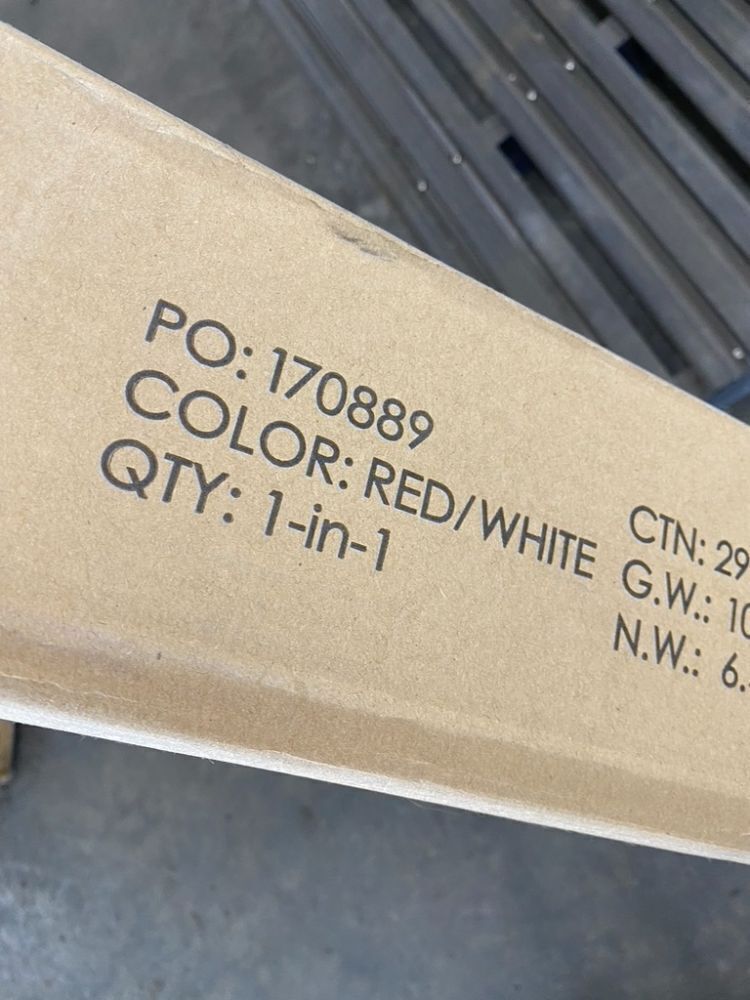 PO: 170889
COLOR: RED/WHITE
QTY: 1-in-1
CTN: 29
G.W.: 10
N.W.: 6.